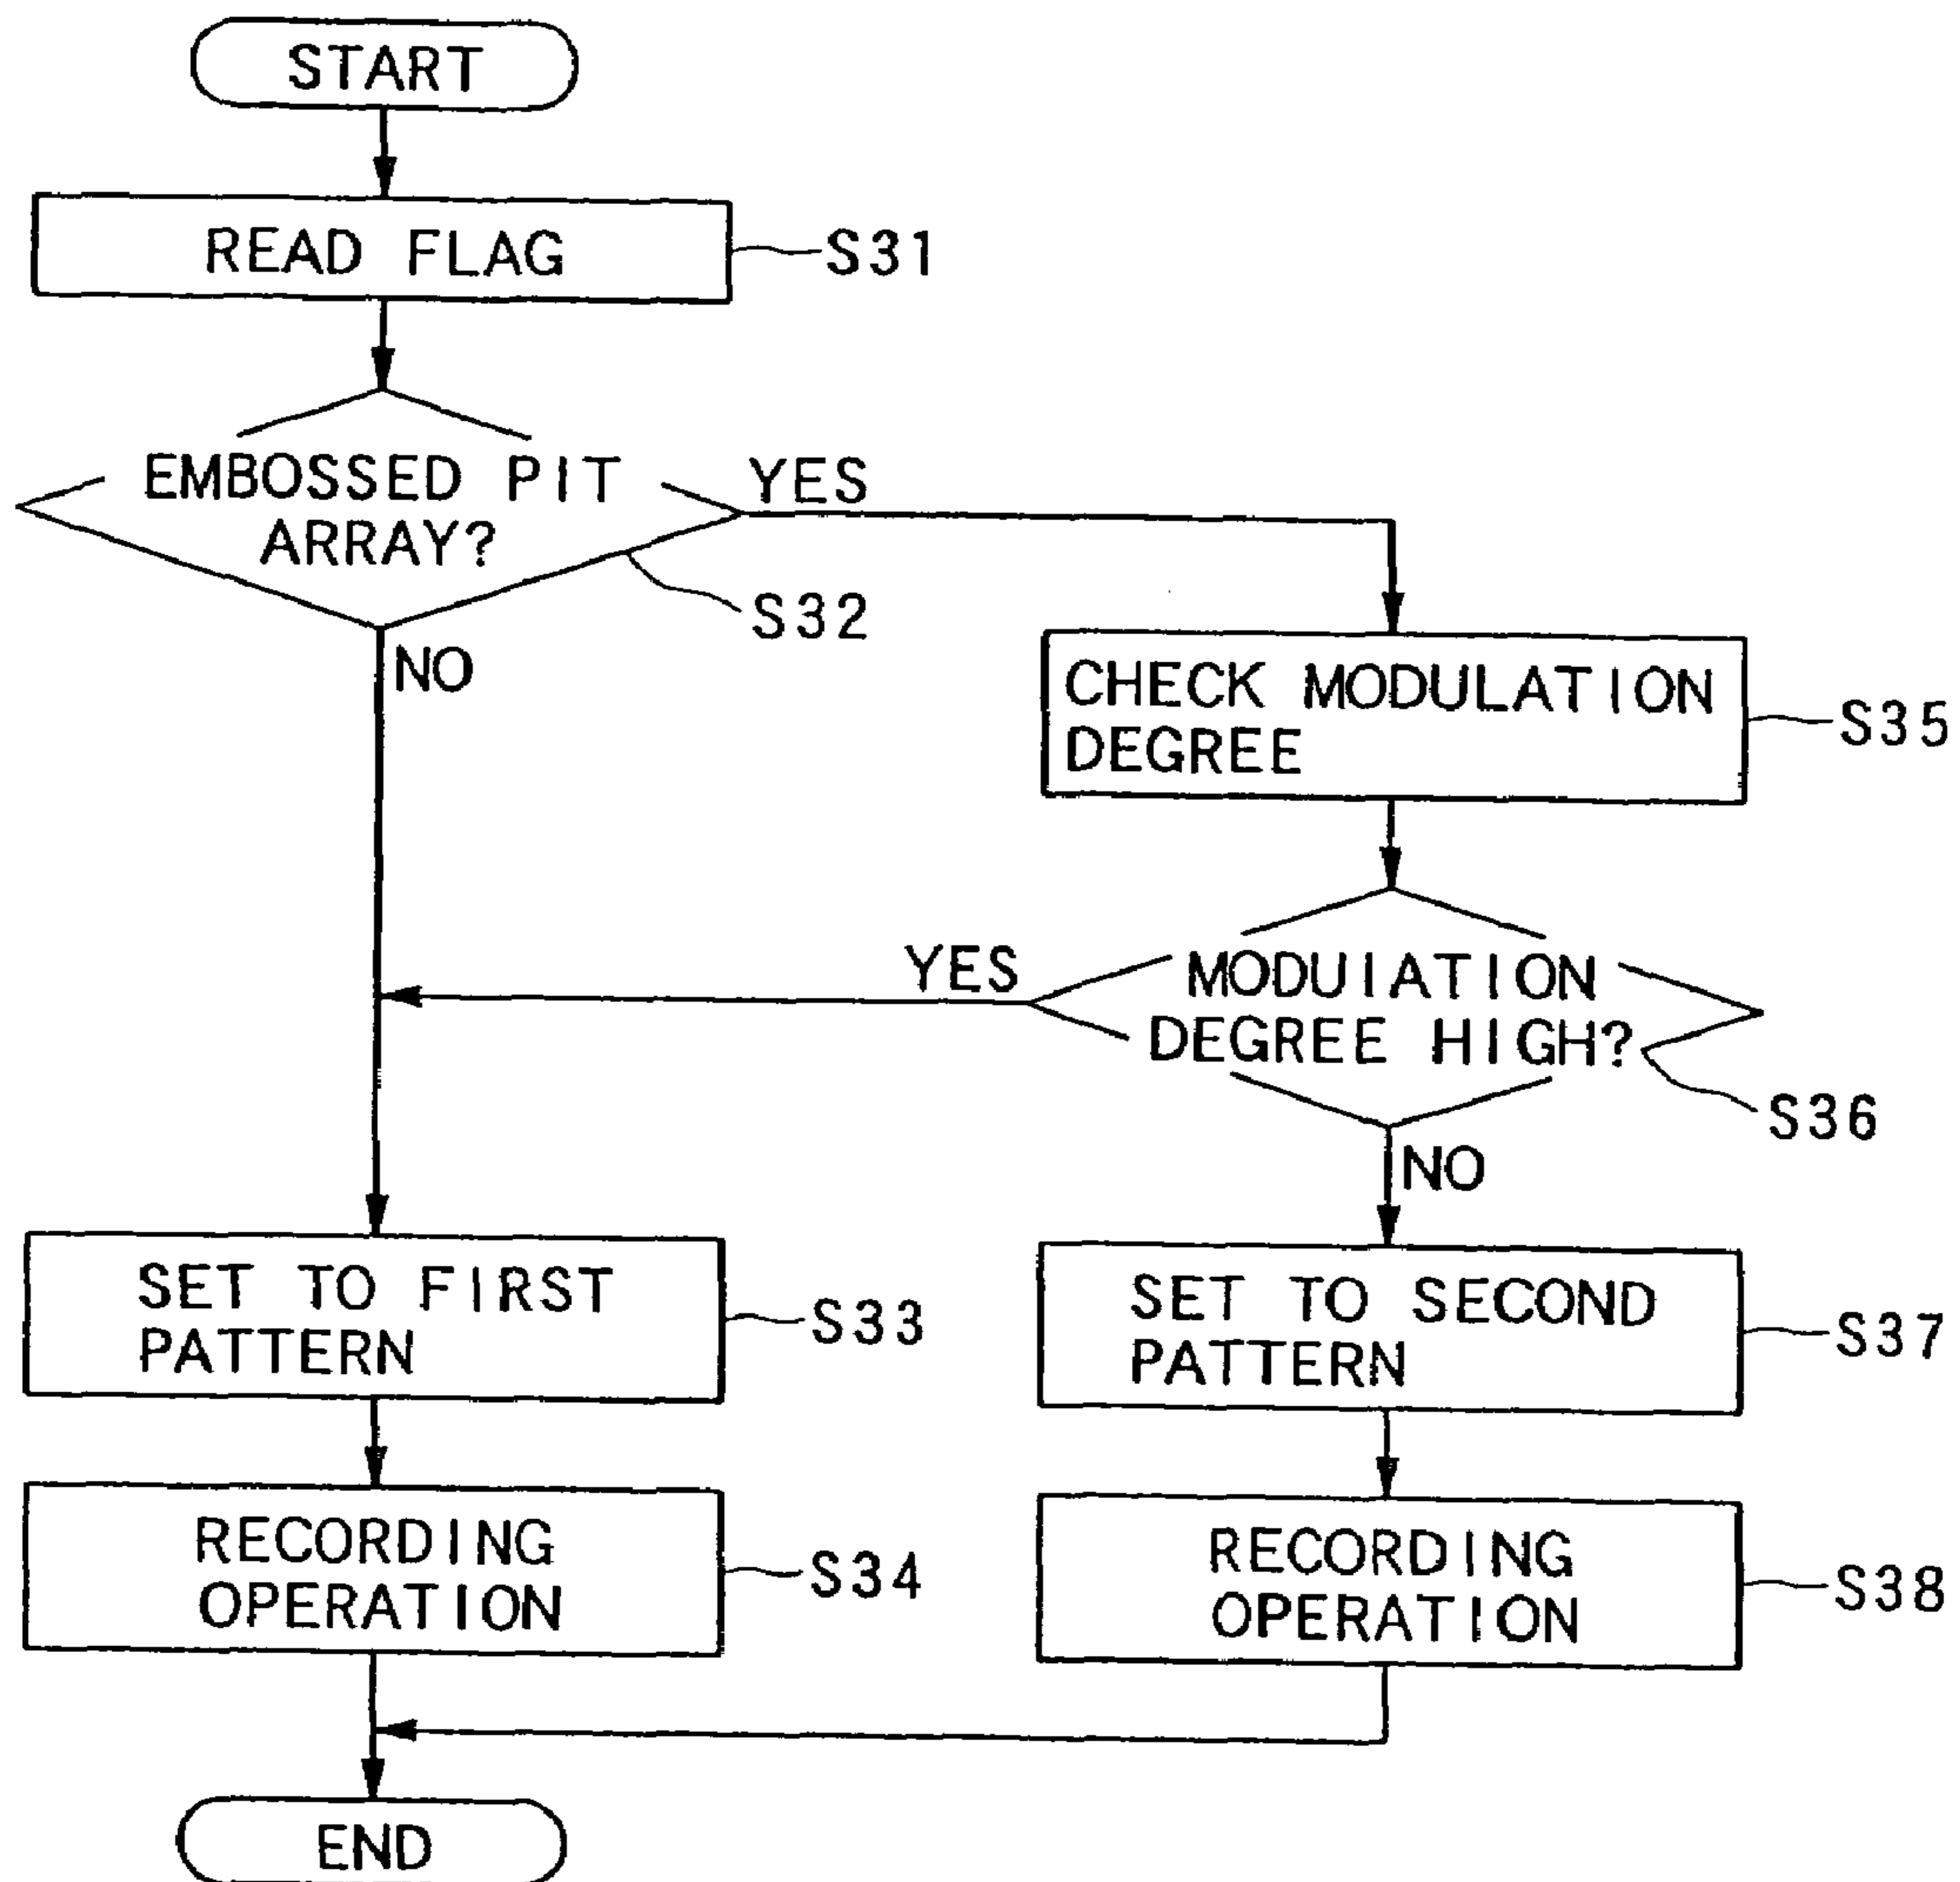 START
READ FLAG
S31
EMBOSSED PIT
ARRAY?
YES
S32
NO
CHECK MODULATION
DEGREE
S35
YES
MODUIATION
DEGREE HIGH?
S36
NO
SET TO FIRST
PATTERN
S33
SET TO SECOND
PATTERN
S37
RECORDING
OPERATION
S34
RECORDING
OPERATION
S38
END